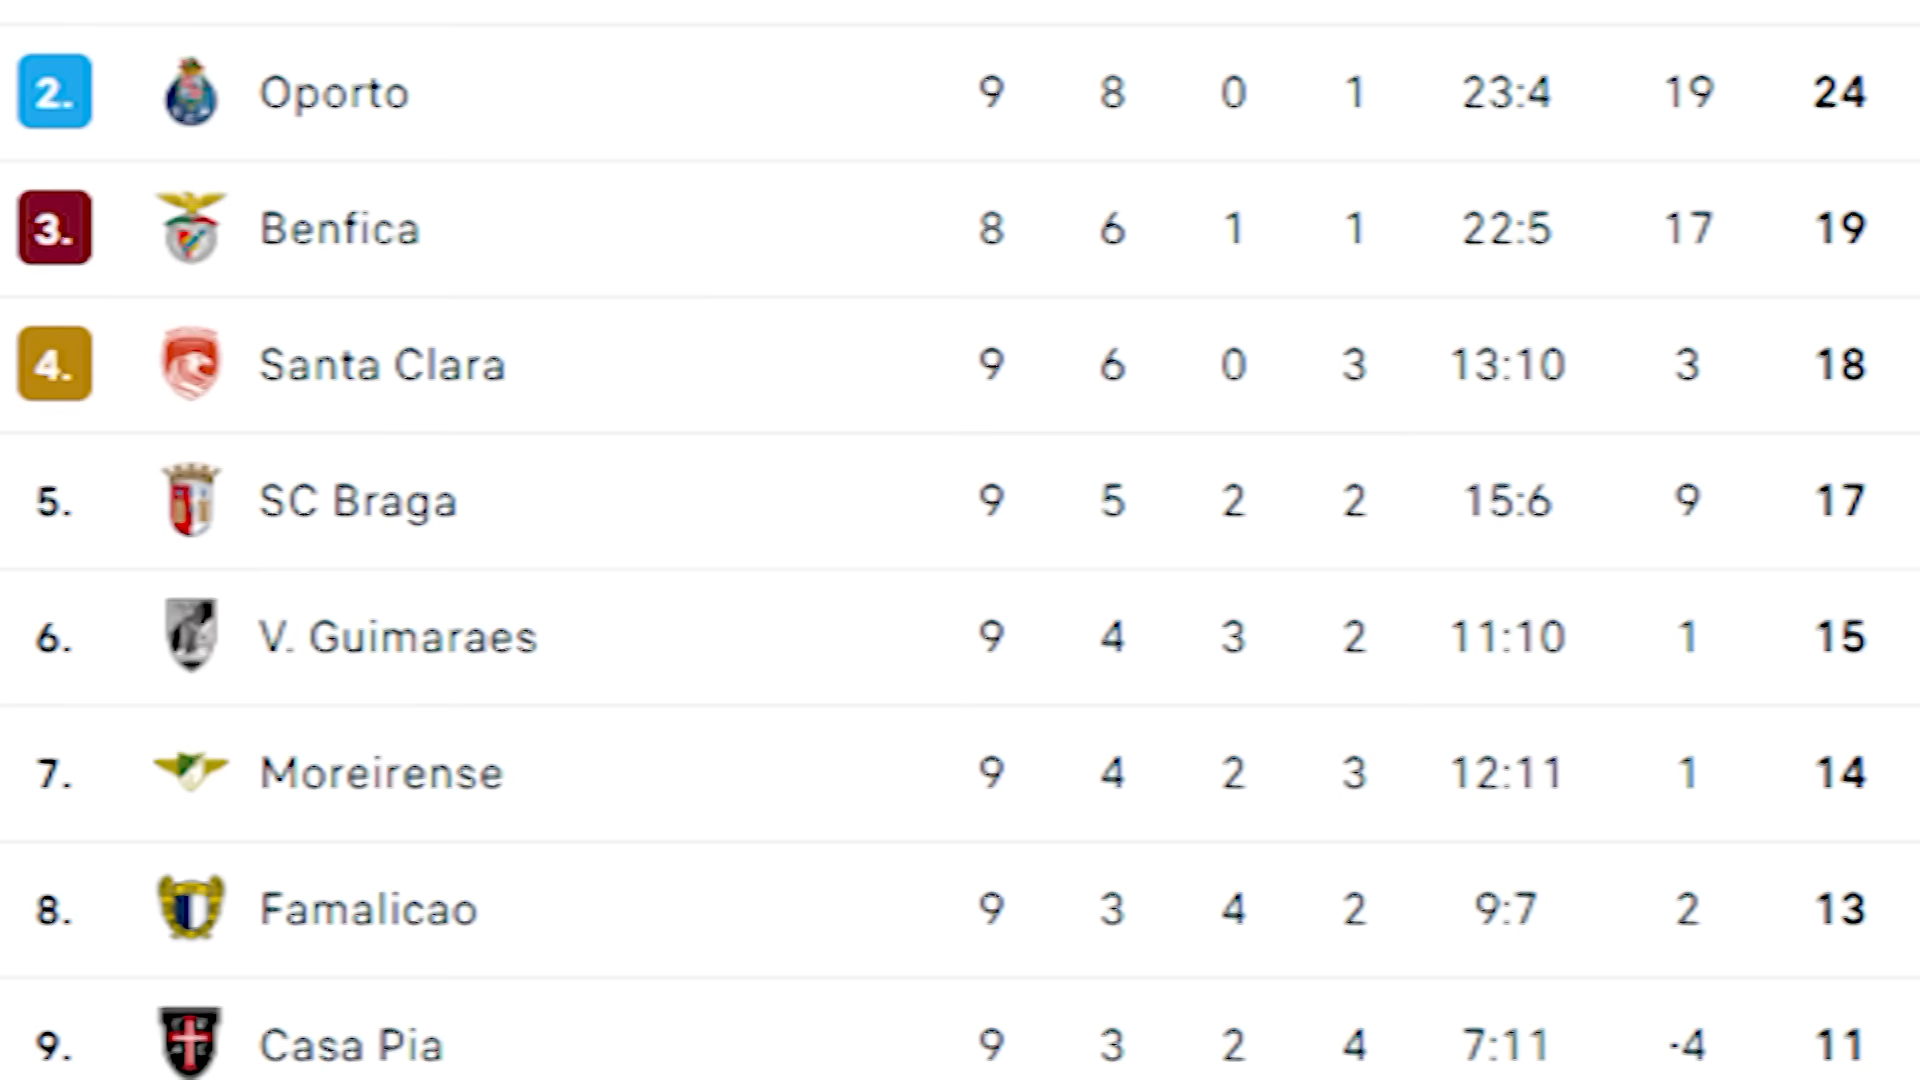 2. Oporto 9 8 0 1 23:4 19 24
3. Benfica 8 6 1 1 22:5 17 19
4. Santa Clara 9 6 0 3 13:10 3 18
5. SC Braga 9 5 2 2 15:6 9 17
6. V. Guimaraes 9 4 3 2 11:10 1 15
7. Moreirense 9 4 2 3 12:11 1 14
8. Famalicao 9 3 4 2 9:7 2 13
9. Casa Pia 9 3 2 4 7:11 -4 11